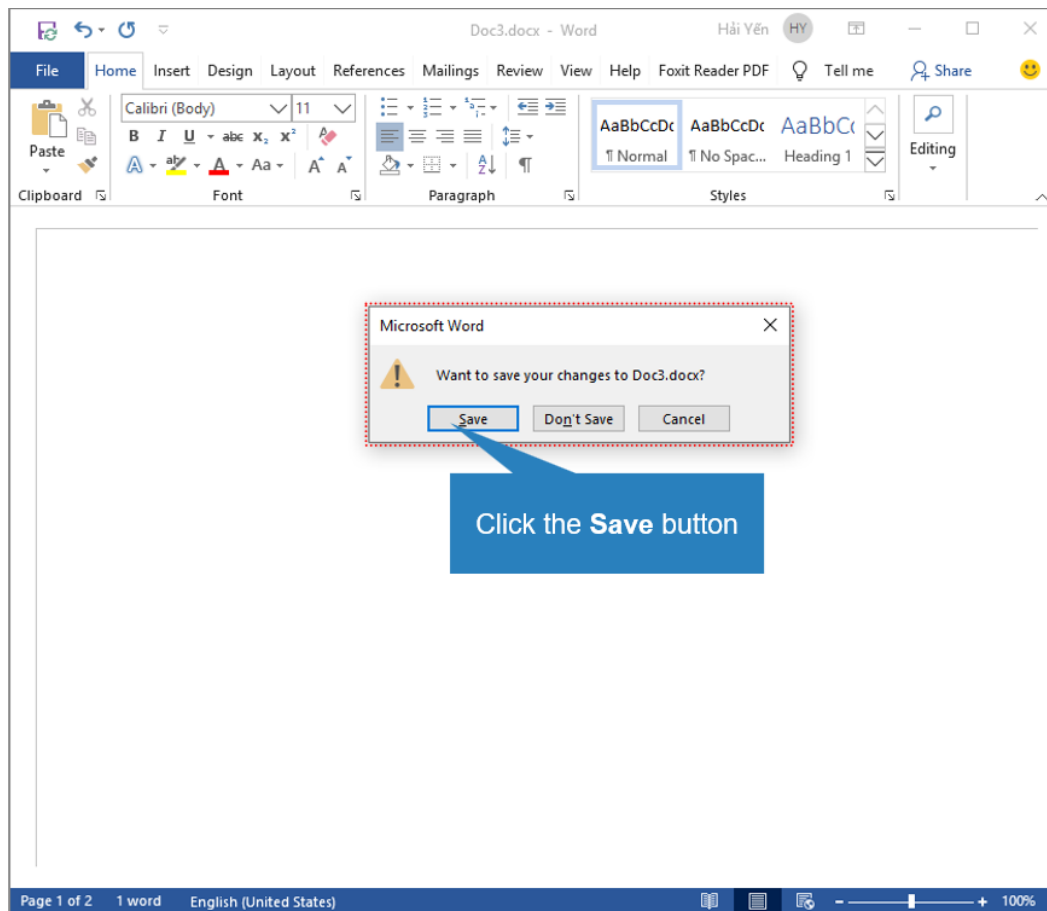 Doc3.docx - Word Hải Yến HY
File Home Insert Design Layout References Mailings Review View Help Foxit Reader PDF Tell me Share
Paste
Clipboard
Calibri (Body) 11
B I U abc x₂ x²
A aby A Aa A A
Font
Paragraph
AaBbCcDc AaBbCcDc AaBbCc
¶ Normal ¶ No Spac... Heading 1
Styles
Editing
Microsoft Word
Want to save your changes to Doc3.docx?
Save Don't Save Cancel
Click the Save button
Page 1 of 2 1 word English (United States) 100%